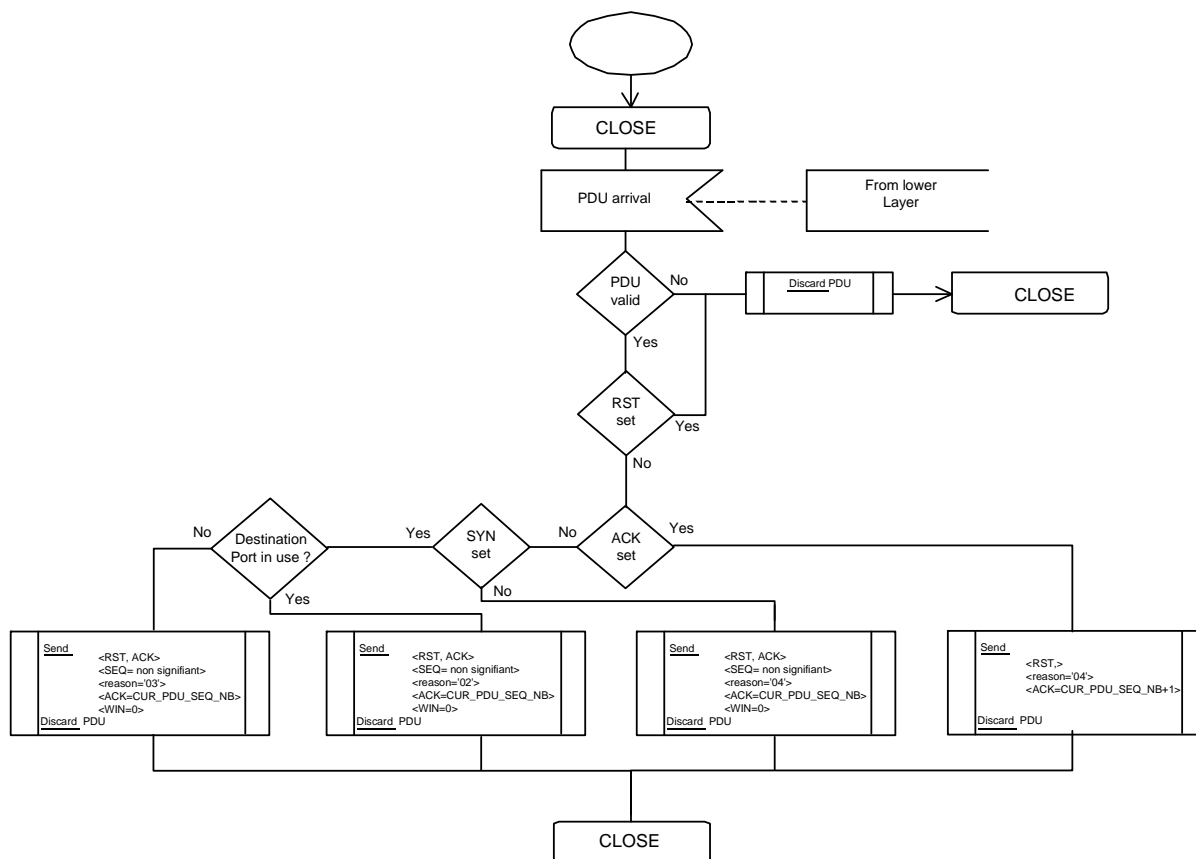 CLOSE
PDU arrival
From lower
Layer
PDU
valid
No
Discard PDU
CLOSE
Yes
RST
set
Yes
No
No
Destination
Port in use ?
Yes
SYN
set
No
ACK
set
Yes
Yes
No
Send
<RST, ACK>
<SEQ= non signifiant>
<reason='03'>
<ACK=CUR_PDU_SEQ_NB>
<WIN=0>
Discard PDU
Send
<RST, ACK>
<SEQ= non signifiant>
<reason='02'>
<ACK=CUR_PDU_SEQ_NB>
<WIN=0>
Discard PDU
Send
<RST, ACK>
<SEQ= non signifiant>
<reason='04'>
<ACK=CUR_PDU_SEQ_NB>
<WIN=0>
Discard PDU
Send
<RST,>
<reason='04'>
<ACK=CUR_PDU_SEQ_NB+1>
Discard PDU
CLOSE